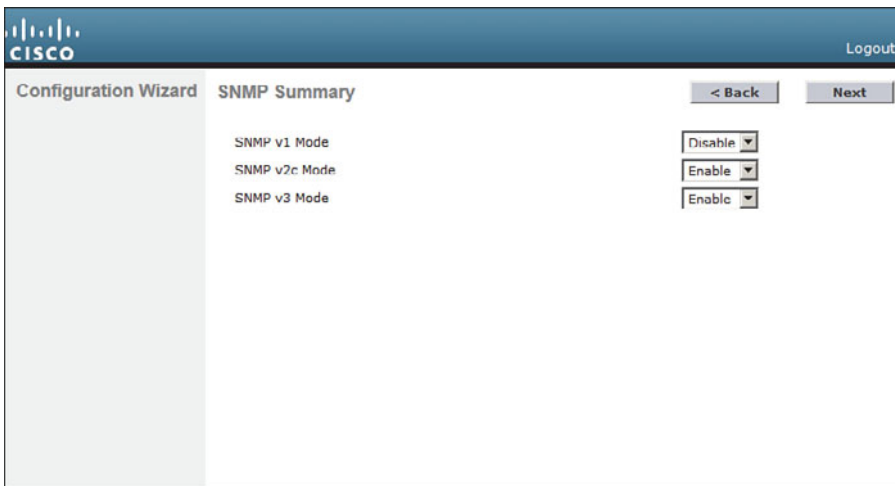 CISCO
Logout
Configuration Wizard
SNMP Summary
< Back
Next
SNMP v1 Mode
Disable
SNMP v2c Mode
Enable
SNMP v3 Mode
Enable